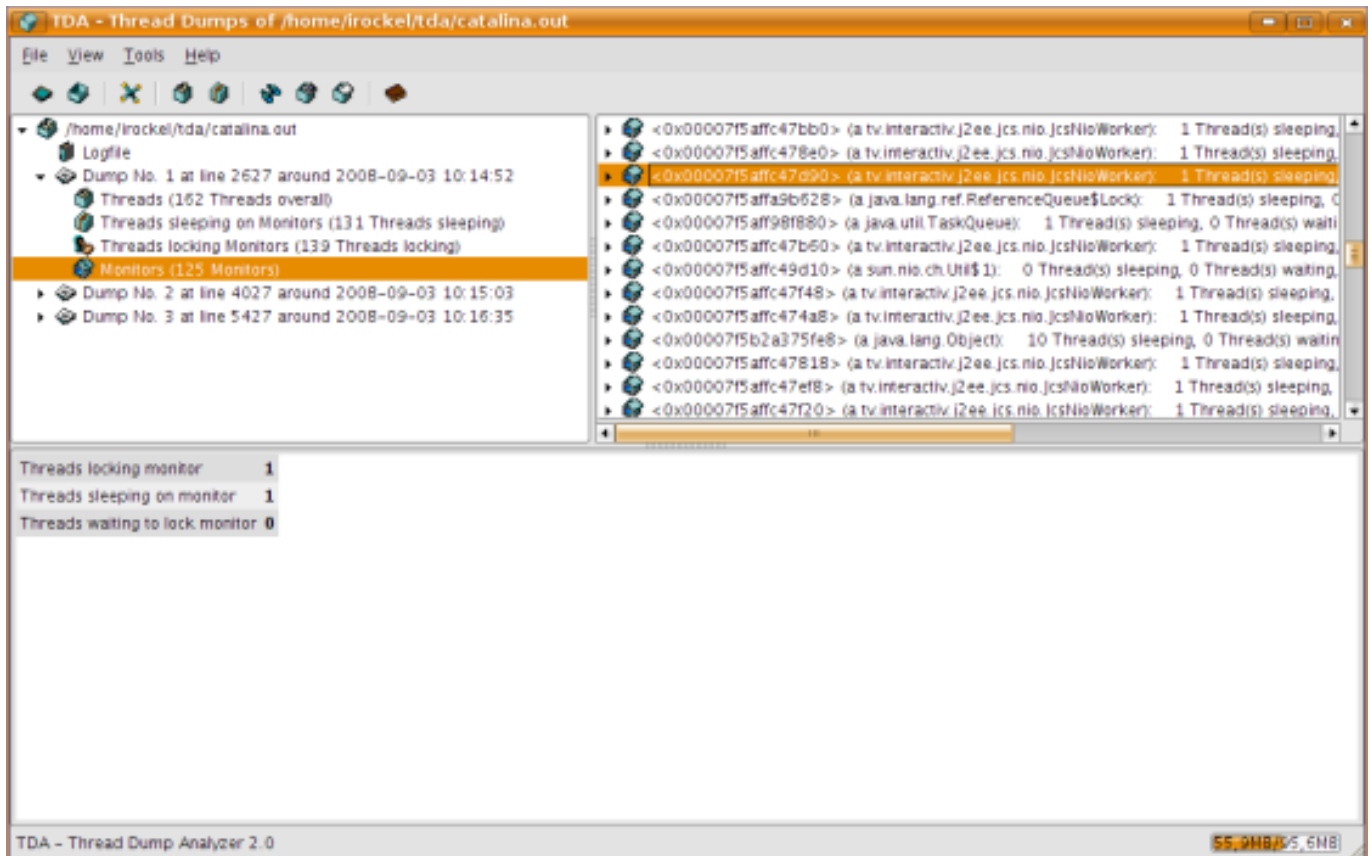 TDA - Thread Dumps of /home/irockel/tda/catalina.out
File View Tools Help
/home/irockel/tda/catalina.out
Logfile
Dump No. 1 at line 2627 around 2008-09-03 10:14:52
Threads (162 Threads overall)
Threads sleeping on Monitors (131 Threads sleeping)
Threads locking Monitors (139 Threads locking)
Monitors (125 Monitors)
Dump No. 2 at line 4027 around 2008-09-03 10:15:03
Dump No. 3 at line 5427 around 2008-09-03 10:16:35
<0x00007f5affc47bb0> (a tv.interactiv.j2ee.jcs.nio.JcsNioWorker): 1 Thread(s) sleeping,
<0x00007f5affc478e0> (a tv.interactiv.j2ee.jcs.nio.JcsNioWorker): 1 Thread(s) sleeping,
<0x00007f5affc47d90> (a tv.interactiv.j2ee.jcs.nio.JcsNioWorker): 1 Thread(s) sleeping,
<0x00007f5affa9b628> (a java.lang.ref.ReferenceQueue$Lock): 1 Thread(s) sleeping, 0
<0x00007f5aff98f880> (a java.util.TaskQueue): 1 Thread(s) sleeping, 0 Thread(s) waiti
<0x00007f5affc47b60> (a tv.interactiv.j2ee.jcs.nio.JcsNioWorker): 1 Thread(s) sleeping,
<0x00007f5affc49d10> (a sun.nio.ch.Util$1): 0 Thread(s) sleeping, 0 Thread(s) waiting,
<0x00007f5affc47f48> (a tv.interactiv.j2ee.jcs.nio.JcsNioWorker): 1 Thread(s) sleeping,
<0x00007f5affc474a8> (a tv.interactiv.j2ee.jcs.nio.JcsNioWorker): 1 Thread(s) sleeping,
<0x00007f5b2a375fe8> (a java.lang.Object): 10 Thread(s) sleeping, 0 Thread(s) waitin
<0x00007f5affc47818> (a tv.interactiv.j2ee.jcs.nio.JcsNioWorker): 1 Thread(s) sleeping,
<0x00007f5affc47ef8> (a tv.interactiv.j2ee.jcs.nio.JcsNioWorker): 1 Thread(s) sleeping,
<0x00007f5affc47f20> (a tv.interactiv.j2ee.jcs.nio.JcsNioWorker): 1 Thread(s) sleeping,
Threads locking monitor 1
Threads sleeping on monitor 1
Threads waiting to lock monitor 0
TDA - Thread Dump Analyzer 2.0